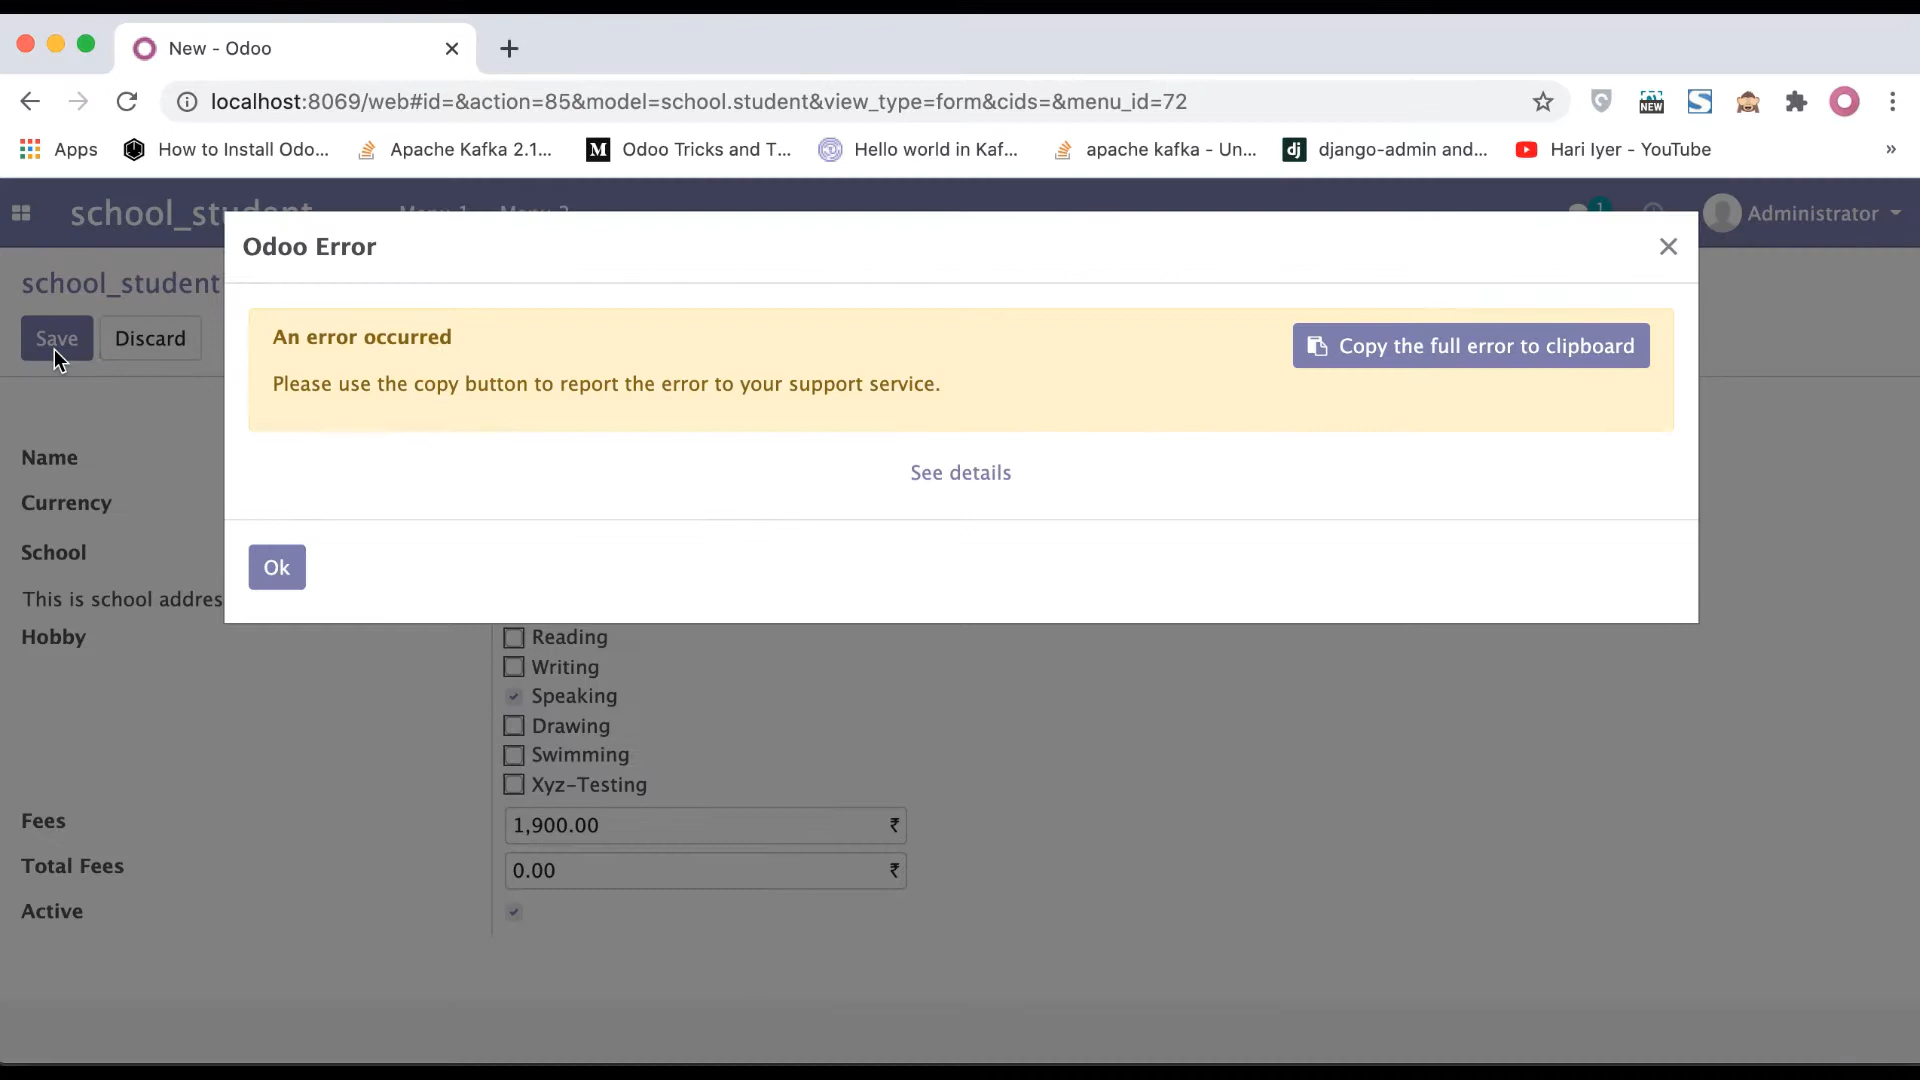 New - Odoo
localhost:8069/web#id=&action=85&model=school.student&view_type=form&cids=&menu_id=72
NEW
Apps
How to Install Odo...
Apache Kafka 2.1...
M
Odoo Tricks and T...
Hello world in Kaf...
apache kafka - Un...
dj
django-admin and...
Hari Iyer - YouTube
»
school_student
1
Administrator
Odoo Error
school_student
Save
Discard
An error occurred
Copy the full error to clipboard
Please use the copy button to report the error to your support service.
See details
Ok
Name
Currency
School
This is school addres
Hobby
Reading
Writing
Speaking
Drawing
Swimming
Xyz-Testing
Fees
1,900.00 ₹
Total Fees
0.00 ₹
Active